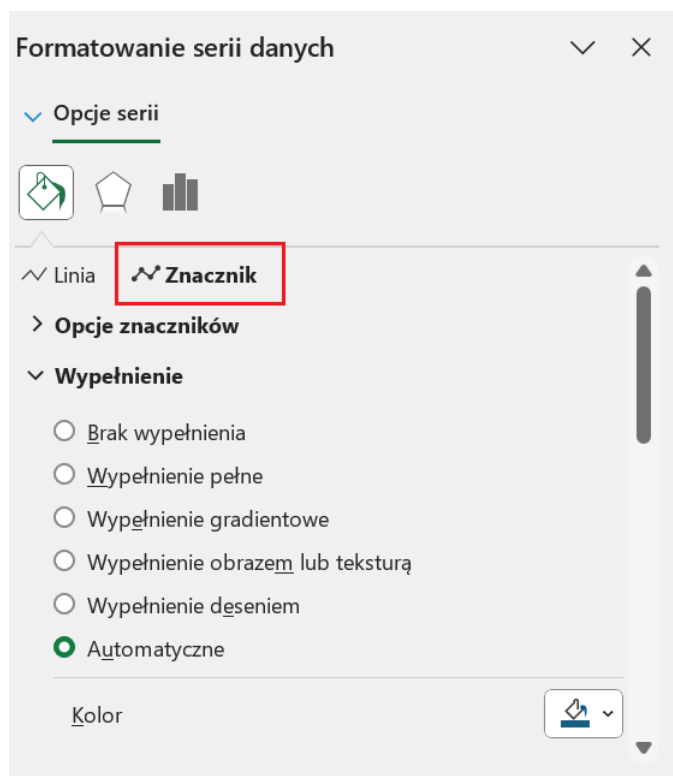 Formatowanie serii danych
Opcje serii
Linia Znacznik
Opcje znaczników
Wypełnienie
Brak wypełnienia
Wypełnienie pełne
Wypełnienie gradientowe
Wypełnienie obrazem lub teksturą
Wypełnienie deseniem
Automatyczne
Kolor